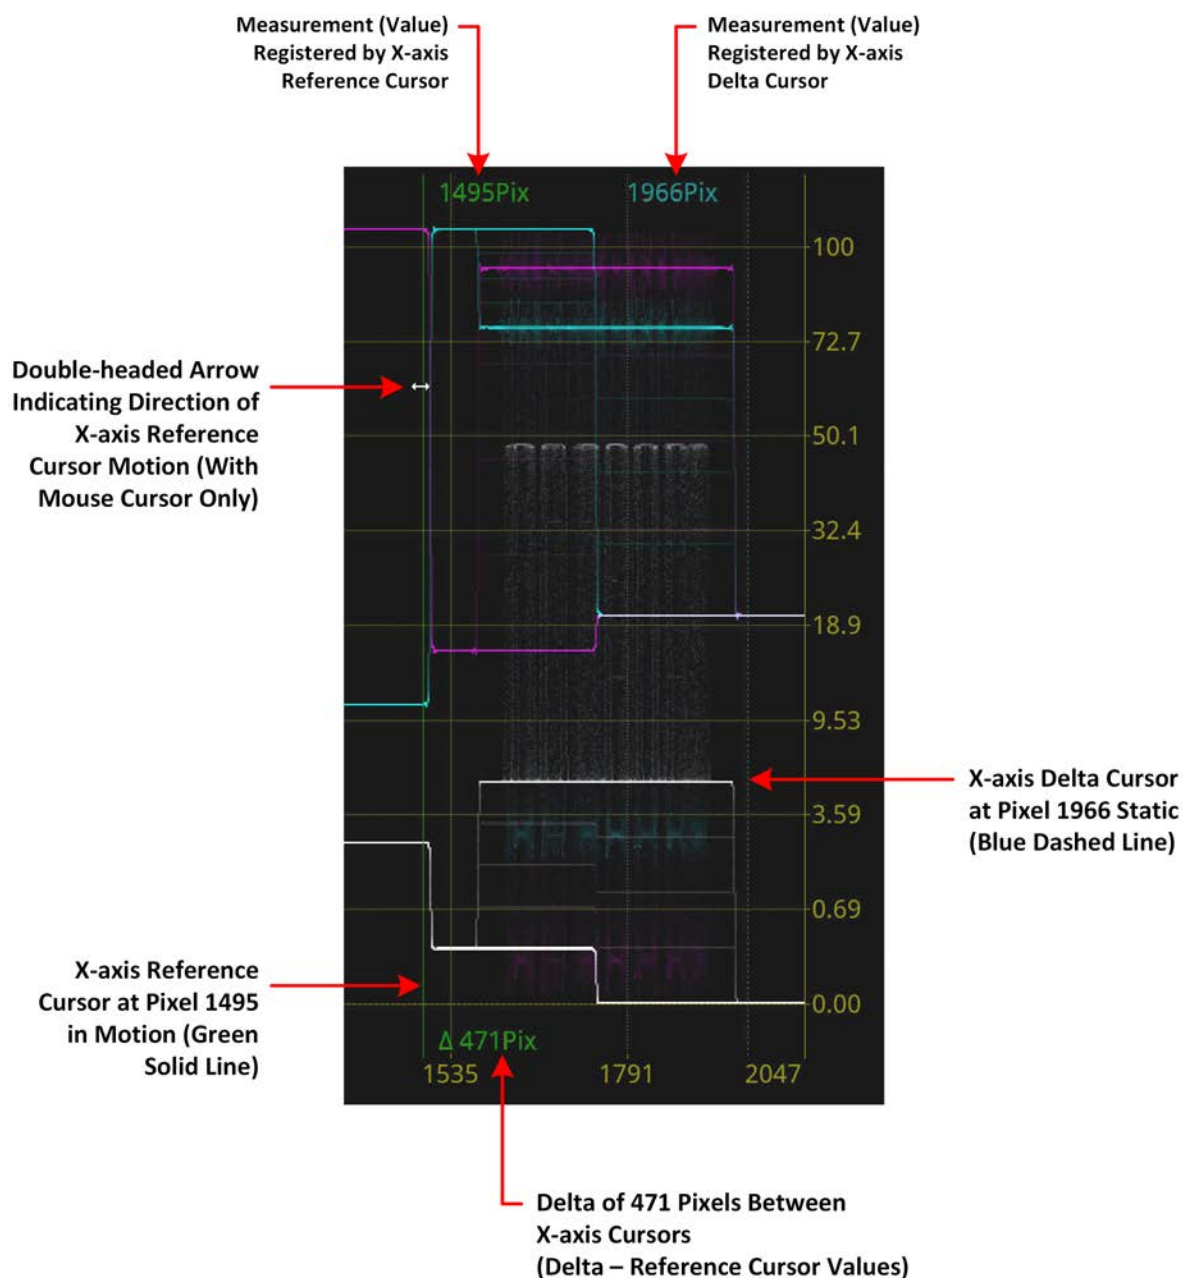 Measurement (Value)
Registered by X-axis
Reference Cursor
Measurement (Value)
Registered by X-axis
Delta Cursor
1495Pix
1966Pix
100
72.7
50.1
32.4
18.9
9.53
3.59
0.69
0.00
Double-headed Arrow
Indicating Direction of
X-axis Reference
Cursor Motion (With
Mouse Cursor Only)
X-axis Delta Cursor
at Pixel 1966 Static
(Blue Dashed Line)
X-axis Reference
Cursor at Pixel 1495
in Motion (Green
Solid Line)
Δ 471Pix
1535
1791
2047
Delta of 471 Pixels Between
X-axis Cursors
(Delta – Reference Cursor Values)